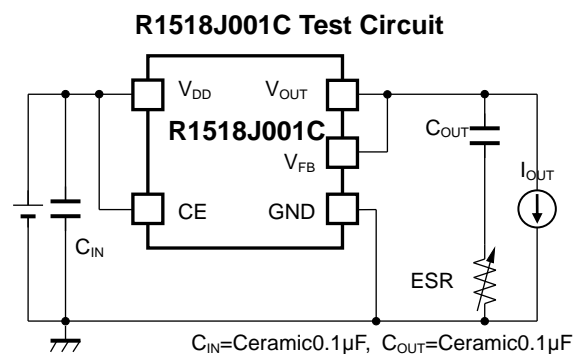 R1518J001C Test Circuit
VDD
VOUT
R1518J001C
COUT
VFB
IOUT
CE
GND
CIN
ESR
CIN=Ceramic0.1µF, COUT=Ceramic0.1µF